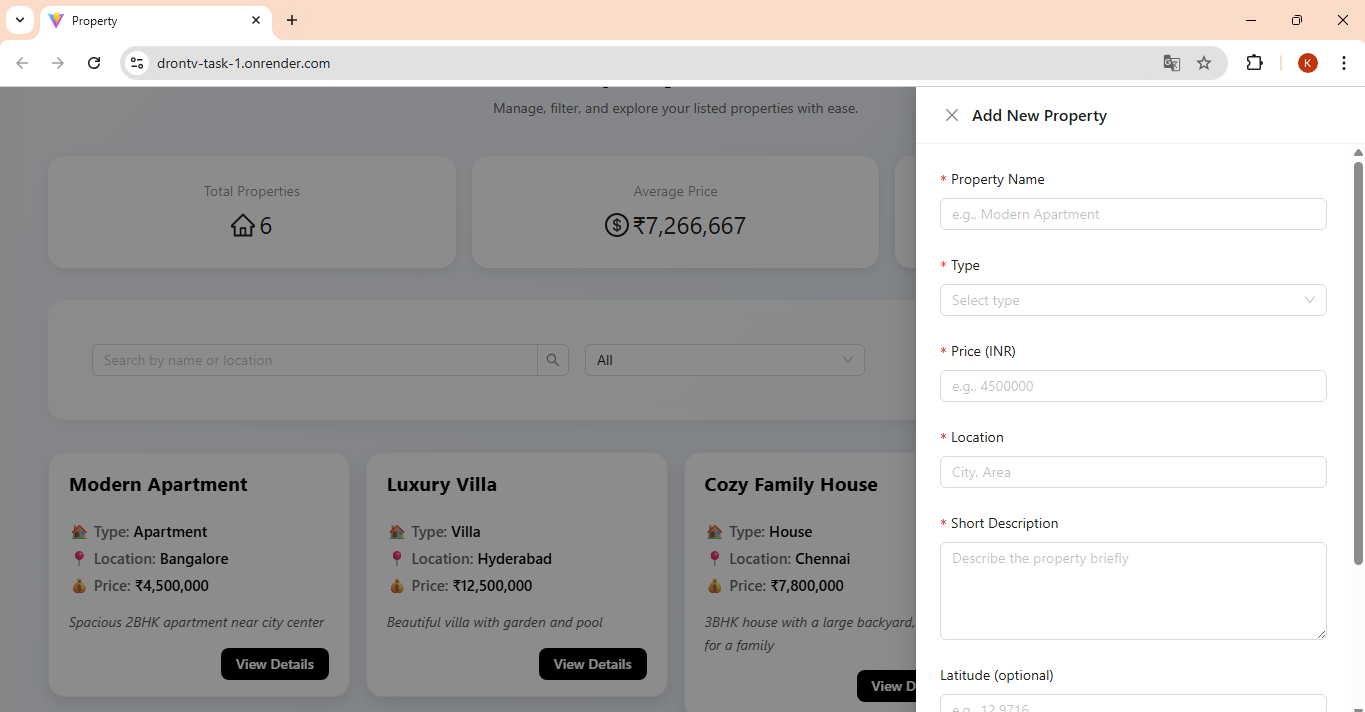 Property
drontv-task-1.onrender.com
K
Manage, filter, and explore your listed properties with ease.
Total Properties
6
Average Price
₹7,266,667
Search by name or location
All
Modern Apartment
Type: Apartment
Location: Bangalore
Price: ₹4,500,000
Spacious 2BHK apartment near city center
View Details
Luxury Villa
Type: Villa
Location: Hyderabad
Price: ₹12,500,000
Beautiful villa with garden and pool
View Details
Cozy Family House
Type: House
Location: Chennai
Price: ₹7,800,000
3BHK house with a large backyard,
for a family
View D
Add New Property
* Property Name
e.g., Modern Apartment
* Type
Select type
* Price (INR)
e.g., 4500000
* Location
City, Area
* Short Description
Describe the property briefly
Latitude (optional)
e.g., 12.9716